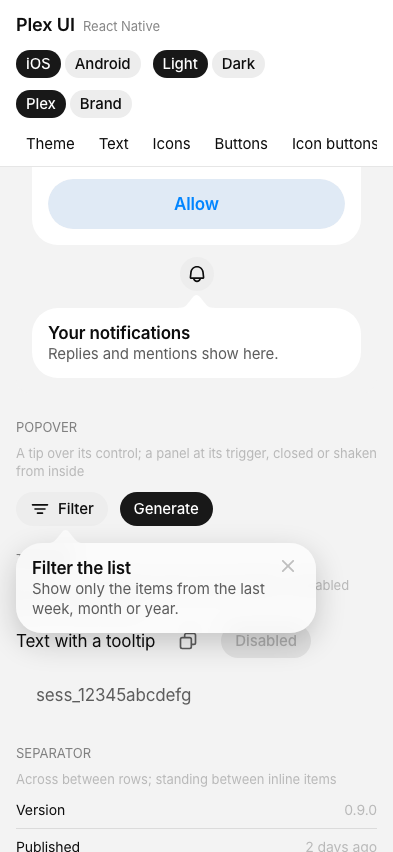 Plex UI React Native
iOS Android Light Dark
Plex Brand
Theme Text Icons Buttons Icon buttons
Allow
Your notifications
Replies and mentions show here.
POPOVER
A tip over its control; a panel at its trigger, closed or shaken
from inside
Filter Generate
Filter the list
Show only the items from the last
week, month or year.
Text with a tooltip Disabled
sess_12345abcdefg
SEPARATOR
Across between rows; standing between inline items
Version 0.9.0
Published 2 days ago